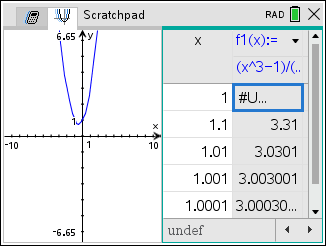 Scratchpad
RAD
6.65
y
1
x
-10
1
10
-6.65
x
f1(x):=
(x^3-1)/(..
1
#U...
1.1
3.31
1.01
3.0301
1.001
3.003001
1.0001
3.00030...
undef